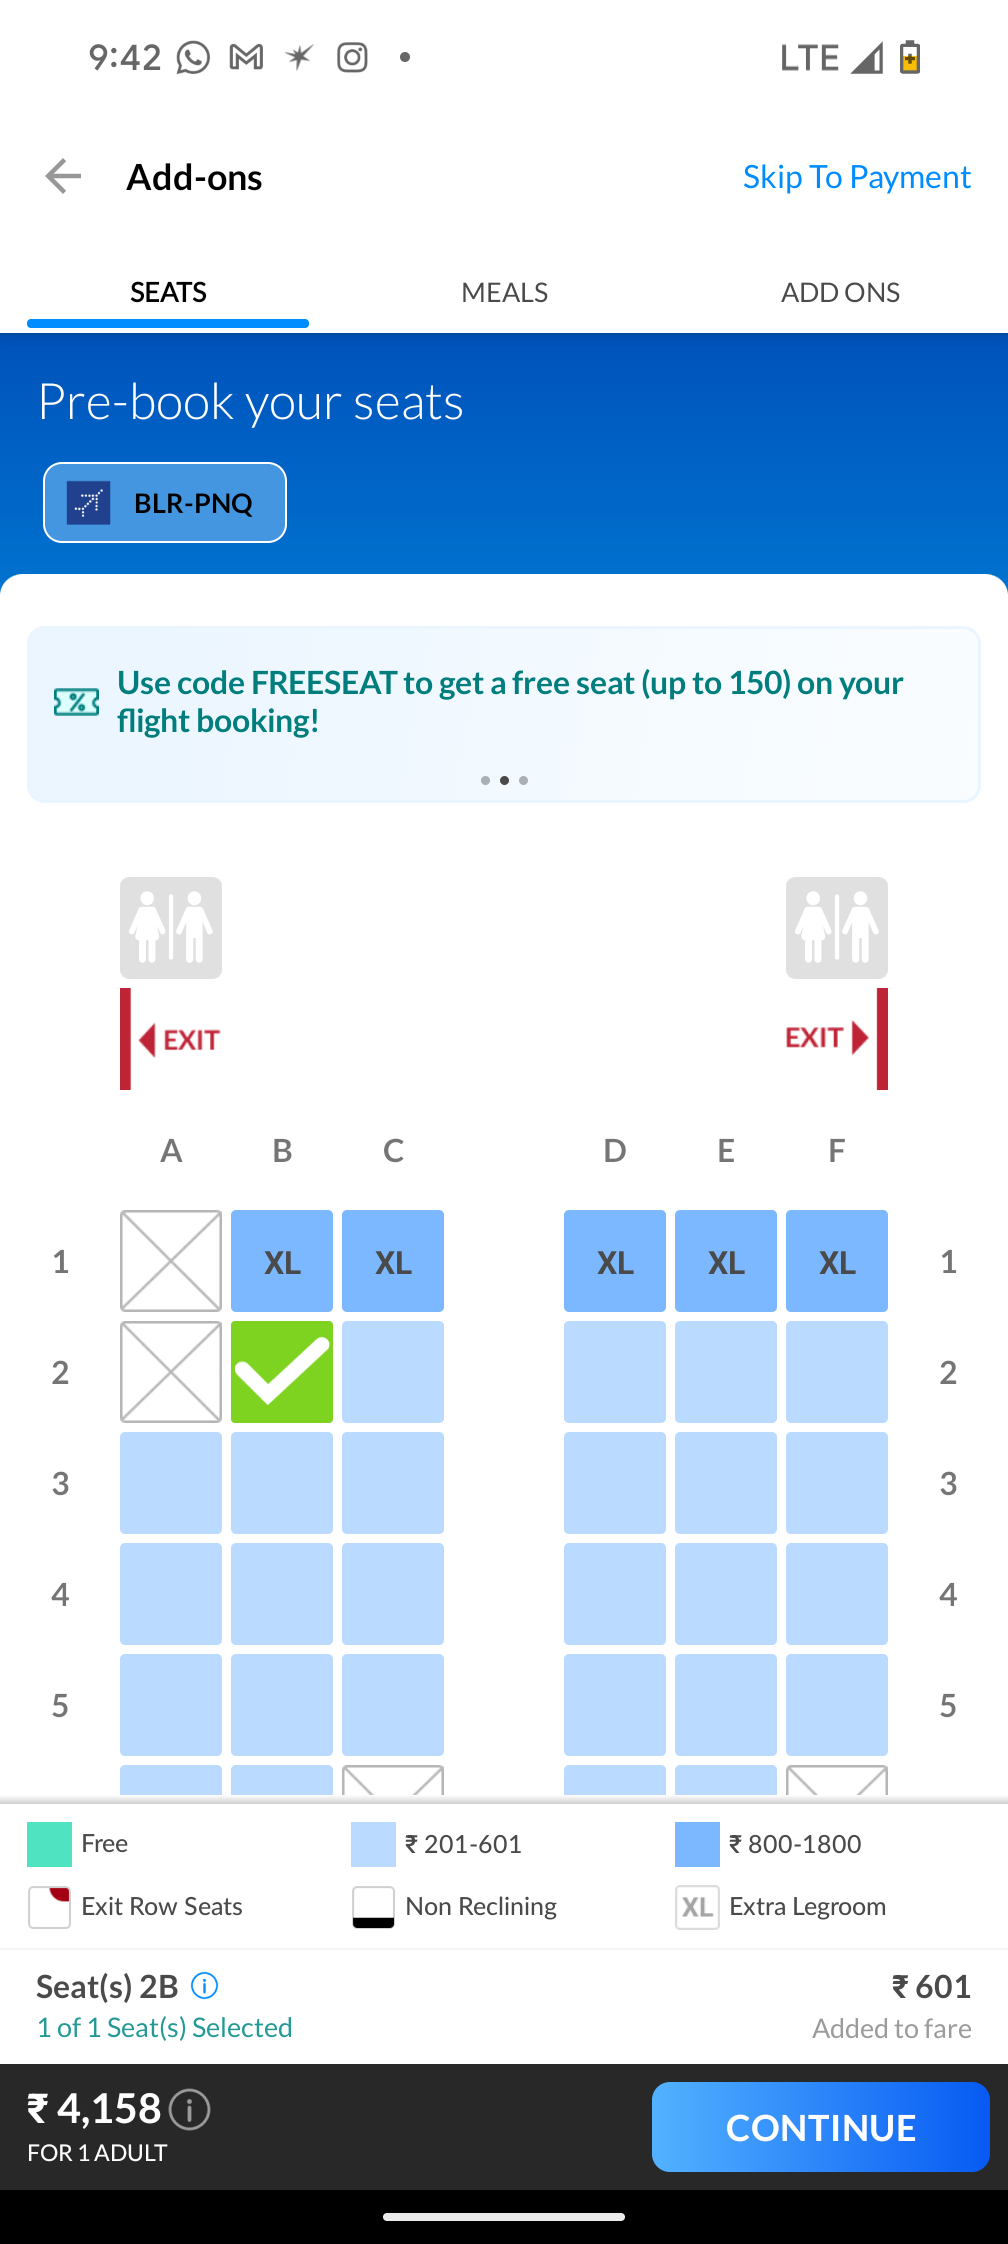 9:42
LTE
Add-ons
Skip To Payment
SEATS
MEALS
ADD ONS
Pre-book your seats
BLR-PNQ
Use code FREESEAT to get a free seat (up to 150) on your
flight booking!
EXIT
EXIT
A B C D E F
1 XL XL XL XL XL 1
2 2
3 3
4 4
5 5
Free
₹ 201-601
₹ 800-1800
Exit Row Seats
Non Reclining
XL Extra Legroom
Seat(s) 2B
₹ 601
1 of 1 Seat(s) Selected
Added to fare
₹ 4,158
FOR 1 ADULT
CONTINUE